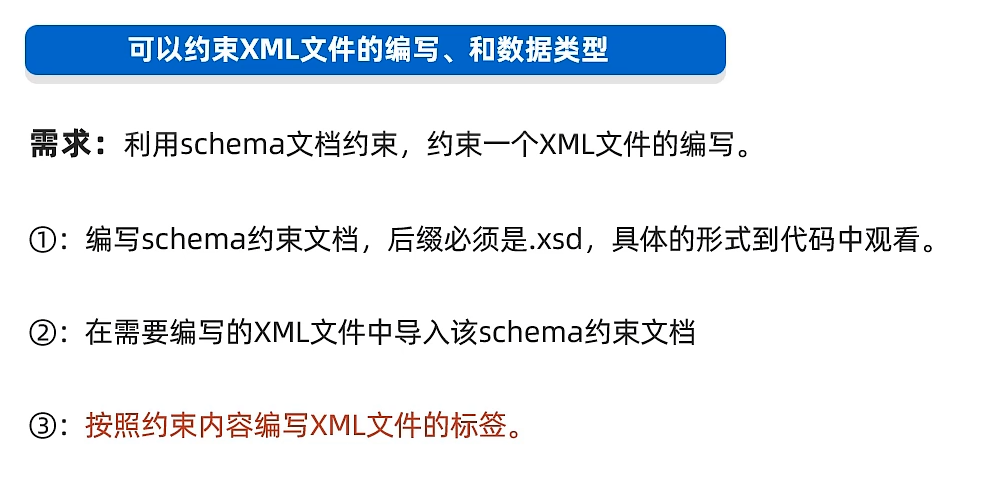 可以约束XML文件的编写、和数据类型
需求：利用schema文档约束，约束一个XML文件的编写。
①：编写schema约束文档，后缀必须是.xsd，具体的形式到代码中观看。
②：在需要编写的XML文件中导入该schema约束文档
③：按照约束内容编写XML文件的标签。